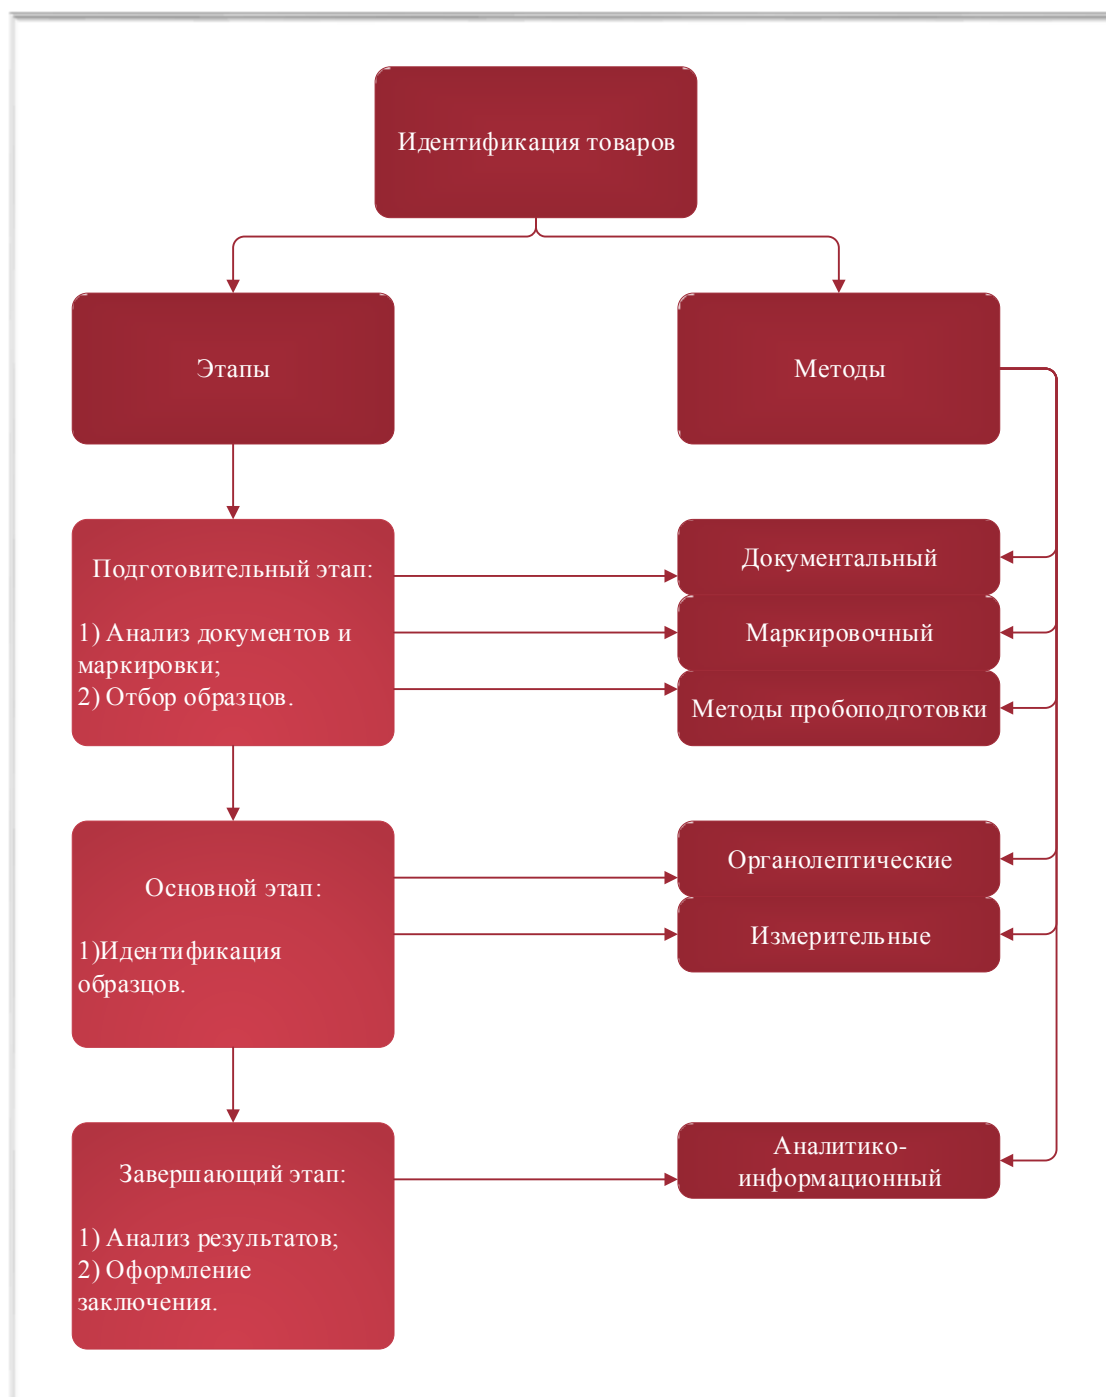 Идентификация товаров
Этапы
Методы
Подготовительный этап:
1) Анализ документов и
маркировки;
2) Отбор образцов.
Документальный
Маркировочный
Методы пробоподготовки
Основной этап:
1)Идентификация
образцов.
Органолептические
Измерительные
Завершающий этап:
1) Анализ результатов;
2) Оформление
заключения.
Аналитико-
информационный